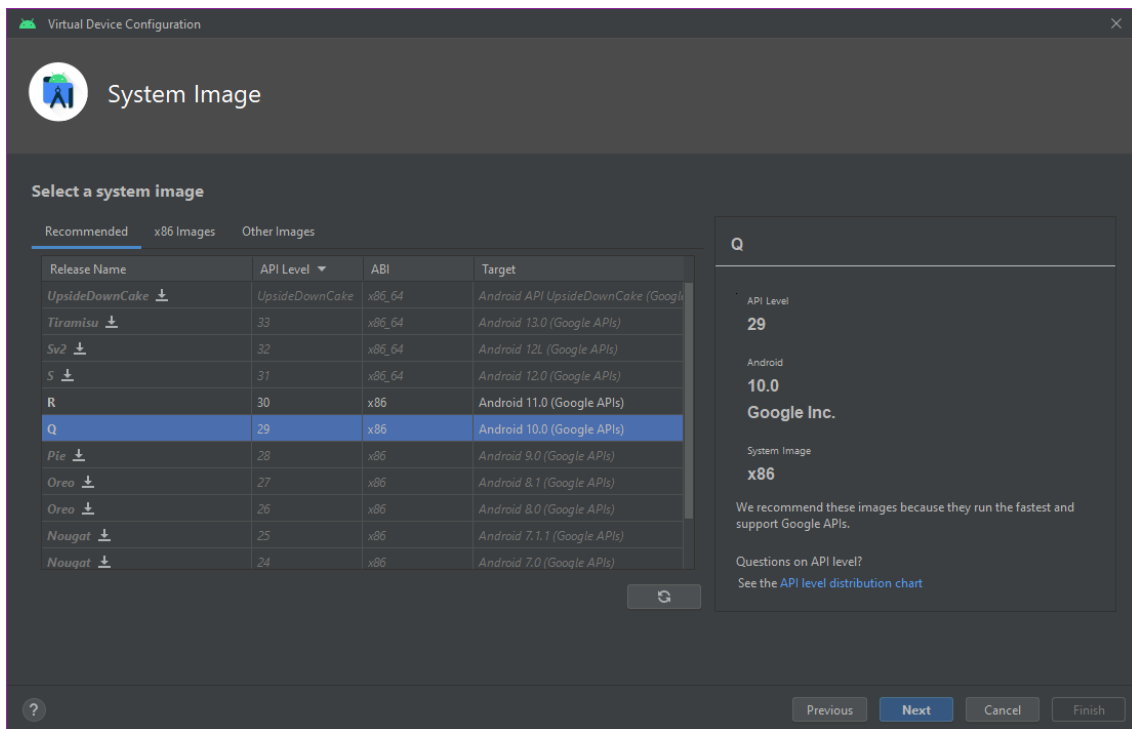 Virtual Device Configuration
System Image
Select a system image
Recommended x86 Images Other Images
Release Name API Level ABI Target
UpsideDownCake UpsideDownCake x86_64 Android API UpsideDownCake (Googl
Tiramisu 33 x86_64 Android 13.0 (Google APIs)
Sv2 32 x86_64 Android 12L (Google APIs)
S 31 x86_64 Android 12.0 (Google APIs)
R 30 x86 Android 11.0 (Google APIs)
Q 29 x86 Android 10.0 (Google APIs)
Pie 28 x86 Android 9.0 (Google APIs)
Oreo 27 x86 Android 8.1 (Google APIs)
Oreo 26 x86 Android 8.0 (Google APIs)
Nougat 25 x86 Android 7.1.1 (Google APIs)
Nougat 24 x86 Android 7.0 (Google APIs)
Q
API Level
29
Android
10.0
Google Inc.
System Image
x86
We recommend these images because they run the fastest and
support Google APIs.
Questions on API level?
See the API level distribution chart
? Previous Next Cancel Finish